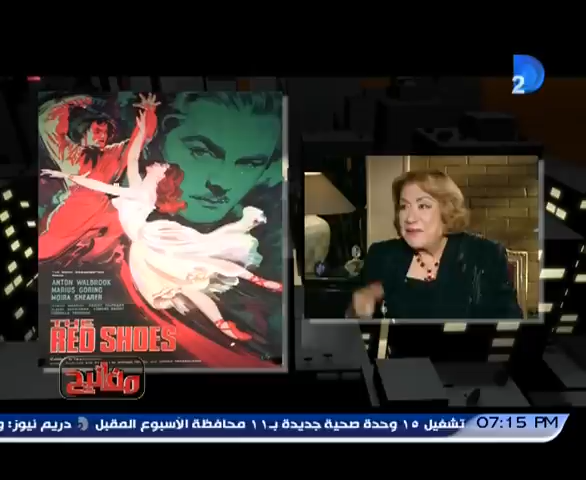 2
ANTON WALBROOK
MARIUS GORING
MOIRA SHEARER
THE
RED SHOES
مفاتيح
تشغيل ١٥ وحدة صحية جديدة بـ ١١ محافظة الأسبوع المقبل دريم نيوز: و
07:15 PM